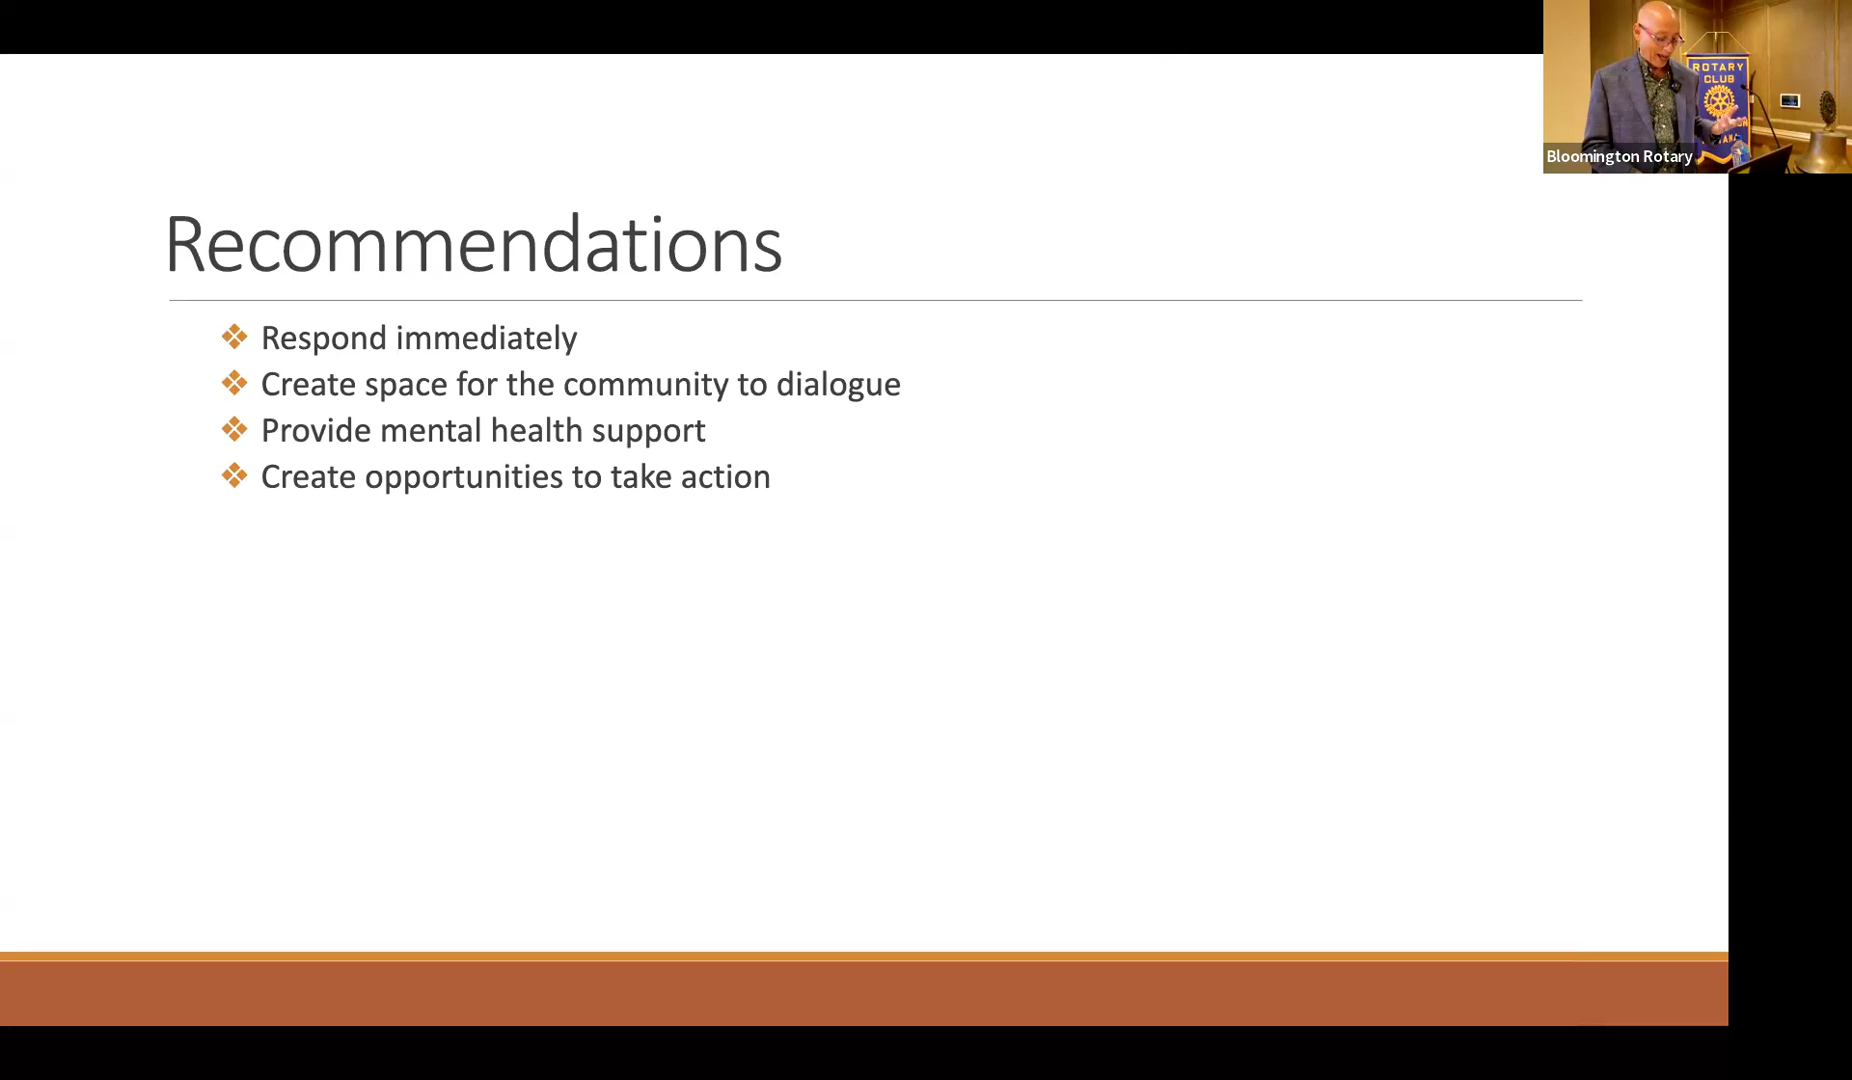 ROTARY
CLUB
Bloomington Rotary
Recommendations
Respond immediately
Create space for the community to dialogue
Provide mental health support
Create opportunities to take action